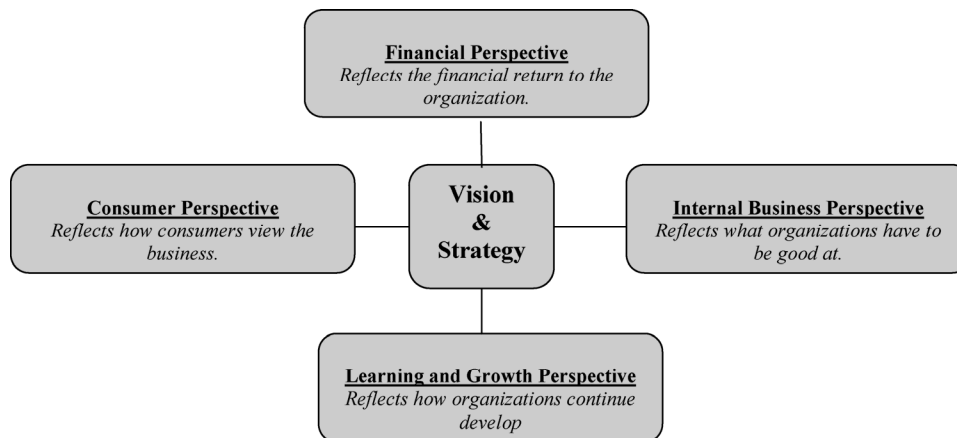 Financial Perspective
Reflects the financial return to the
organization.
Consumer Perspective
Reflects how consumers view the
business.
Vision
&
Strategy
Internal Business Perspective
Reflects what organizations have to
be good at.
Learning and Growth Perspective
Reflects how organizations continue
develop